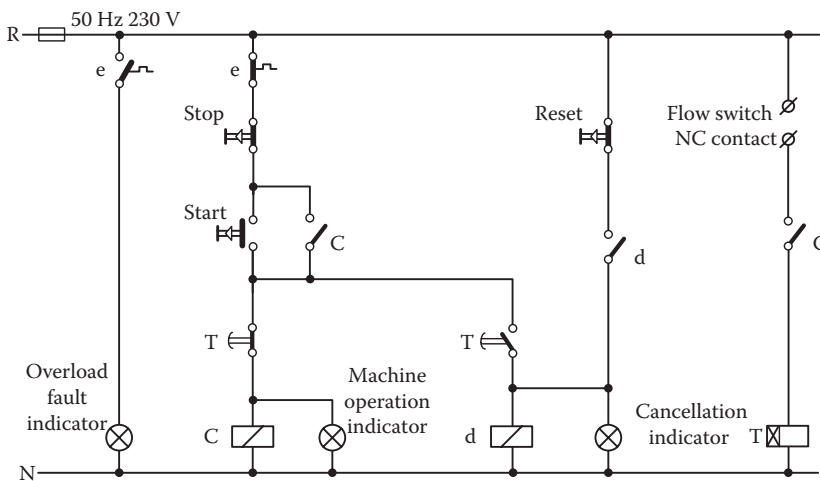 50 Hz 230 V
R
e
e
Stop
Reset
Flow switch
NC contact
Start
C
d
C
T
T
Overload
fault
indicator
Machine
operation
indicator
Cancellation
indicator
C
d
T
N